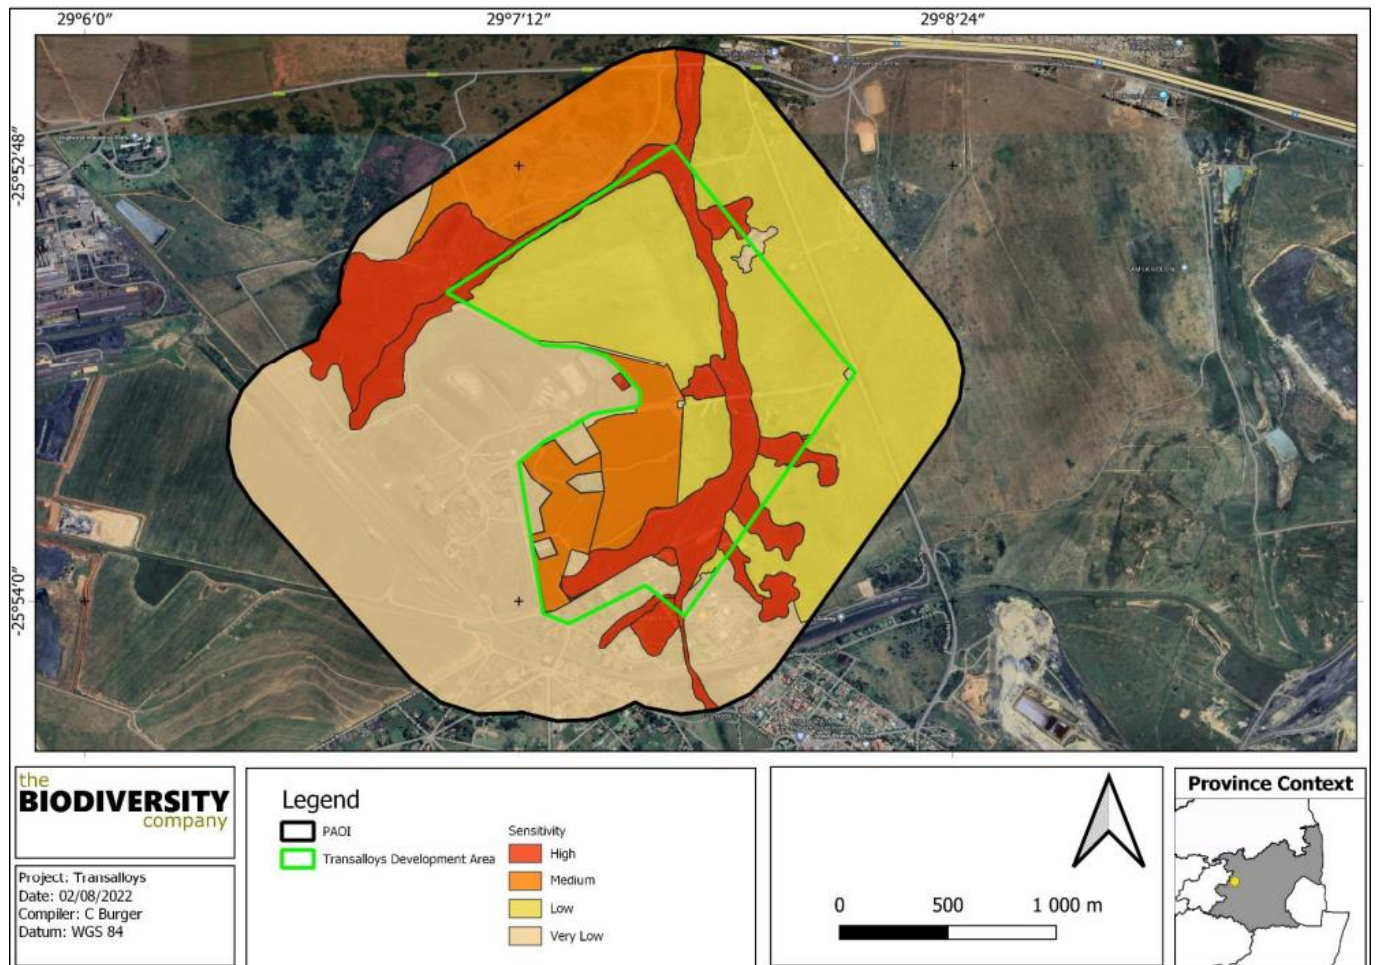 29°6′0″
29°7′12″
29°8′24″
-25°52′48″
-25°54′0″
the
BIODIVERSITY
company
Project: Transalloys
Date: 02/08/2022
Compiler: C Burger
Datum: WGS 84
Legend
PAOI
Transalloys Development Area
Sensitivity
High
Medium
Low
Very Low
0
500
1 000 m
Province Context